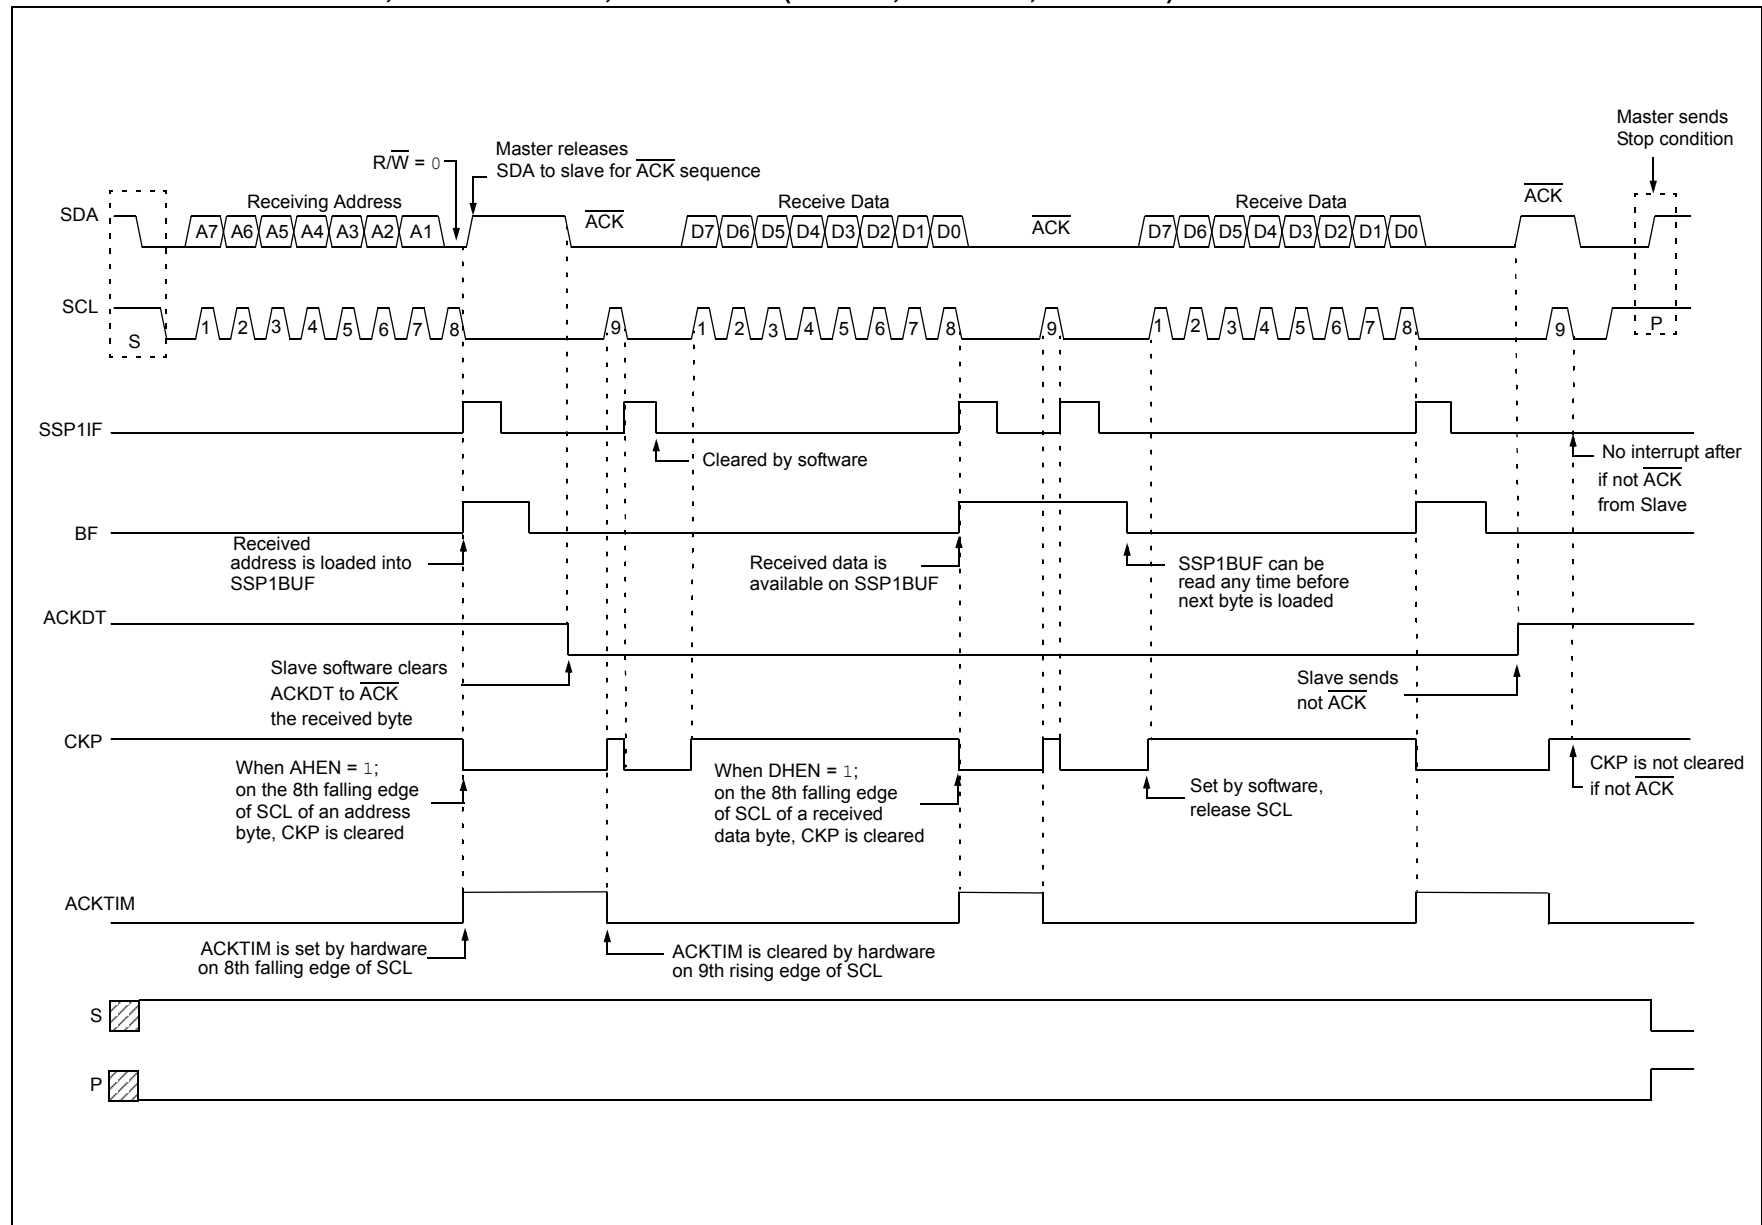 Master sends
Stop condition
R/W̅ = 0
Master releases
SDA to slave for A̅C̅K̅ sequence
SDA
Receiving Address
A7 A6 A5 A4 A3 A2 A1
A̅C̅K̅
Receive Data
D7 D6 D5 D4 D3 D2 D1 D0
A̅C̅K̅
Receive Data
D7 D6 D5 D4 D3 D2 D1 D0
A̅C̅K̅
SCL
S
1 2 3 4 5 6 7 8 9
1 2 3 4 5 6 7 8 9
1 2 3 4 5 6 7 8 9
P
SSP1IF
Cleared by software
No interrupt after
if not A̅C̅K̅
from Slave
BF
Received
address is loaded into
SSP1BUF
Received data is
available on SSP1BUF
SSP1BUF can be
read any time before
next byte is loaded
ACKDT
Slave software clears
ACKDT to A̅C̅K̅
the received byte
Slave sends
not A̅C̅K̅
CKP
When AHEN = 1;
on the 8th falling edge
of SCL of an address
byte, CKP is cleared
When DHEN = 1;
on the 8th falling edge
of SCL of a received
data byte, CKP is cleared
Set by software,
release SCL
CKP is not cleared
if not A̅C̅K̅
ACKTIM
ACKTIM is set by hardware
on 8th falling edge of SCL
ACKTIM is cleared by hardware
on 9th rising edge of SCL
S
P